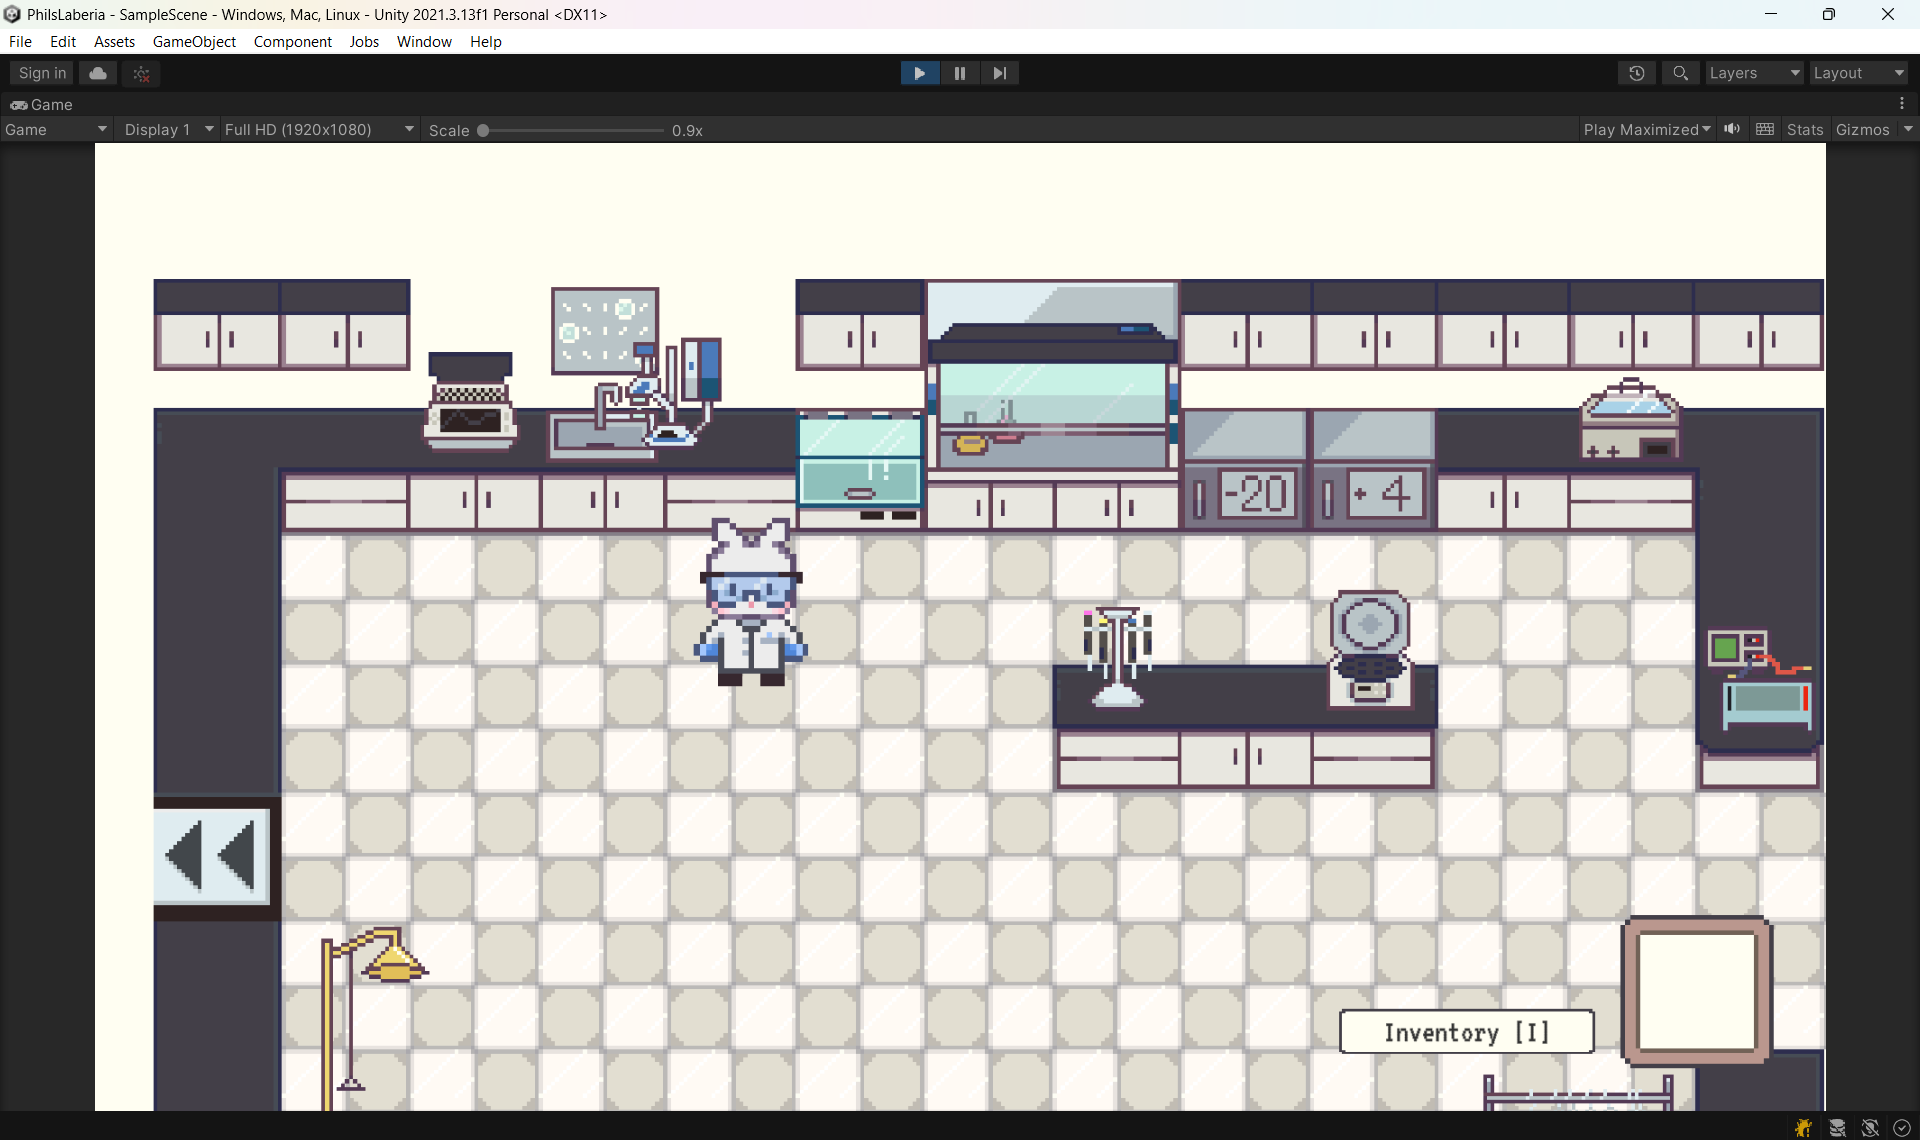 PhilsLaberia - SampleScene - Windows, Mac, Linux - Unity 2021.3.13f1 Personal <DX11>
File Edit Assets GameObject Component Jobs Window Help
Sign in Layers Layout
Game
Game Display 1 Full HD (1920x1080) Scale 0.9x Play Maximized Stats Gizmos
-20 + 4
Inventory [I]